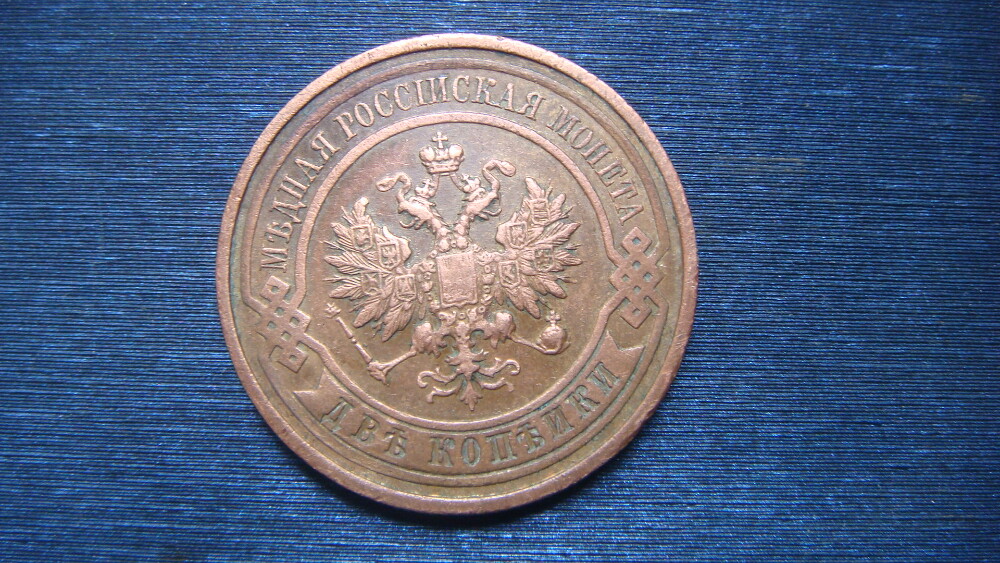 МѢДНАЯ РОССІЙСКАЯ МОНЕТА
ДВѢ КОПѢЙКИ